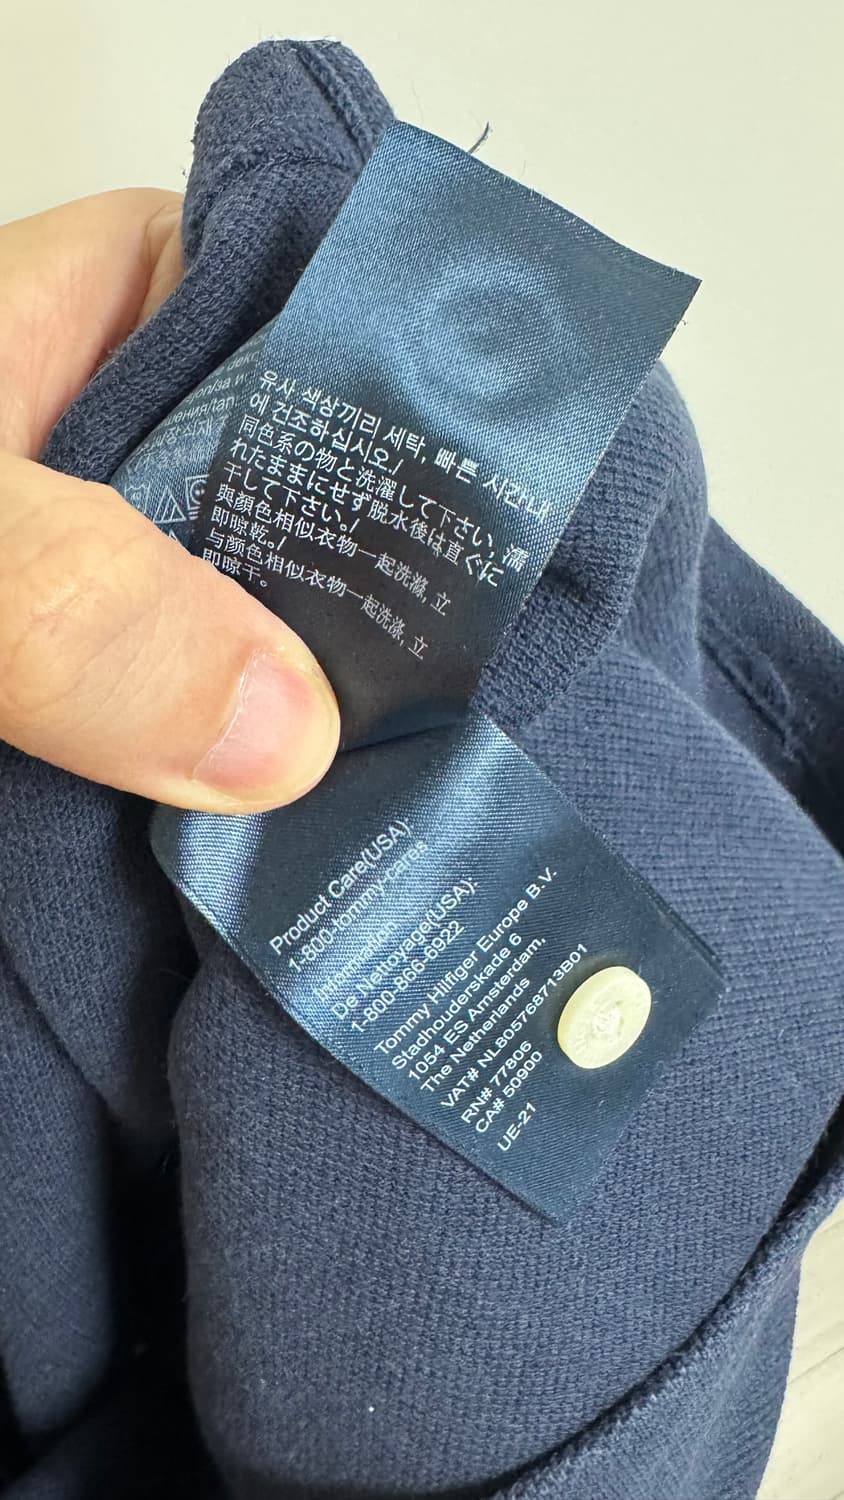 유사 색상끼리 세탁, 빠른 시간내
에 건조하십시오./
同色系の物と洗濯して下さい, 濡
れたままにせず脱水後は直ぐに
干して下さい。/
與顏色相似衣物一起洗滌, 立
即晾乾。/
与颜色相似衣物一起洗涤, 立
即晾干。
Product Care(USA):
1-800-tommy-cares
Information
De Nettoyage(USA):
1-800-866-6922
Tommy Hilfiger Europe B.V.
Stadhouderskade 6
1054 ES Amsterdam,
The Netherlands
VAT# NL805768713B01
RN# 77806
CA# 50900
UE-21